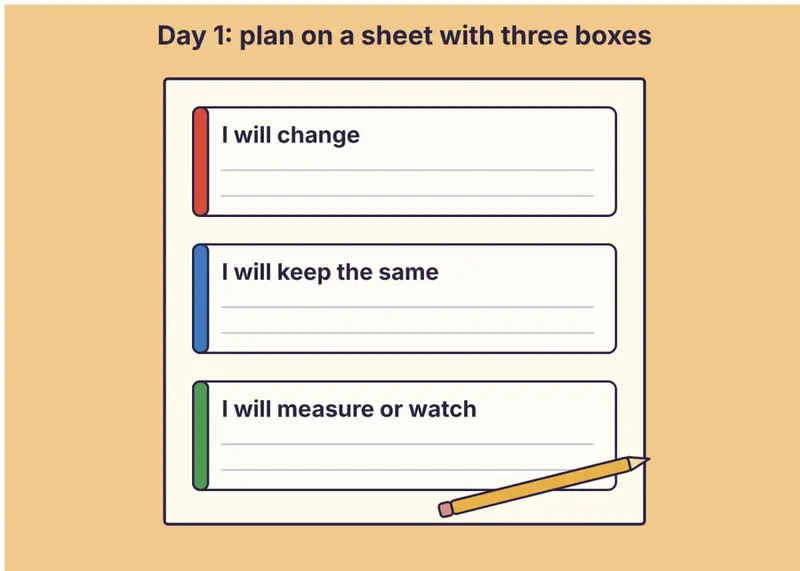 Day 1: plan on a sheet with three boxes
I will change
I will keep the same
I will measure or watch